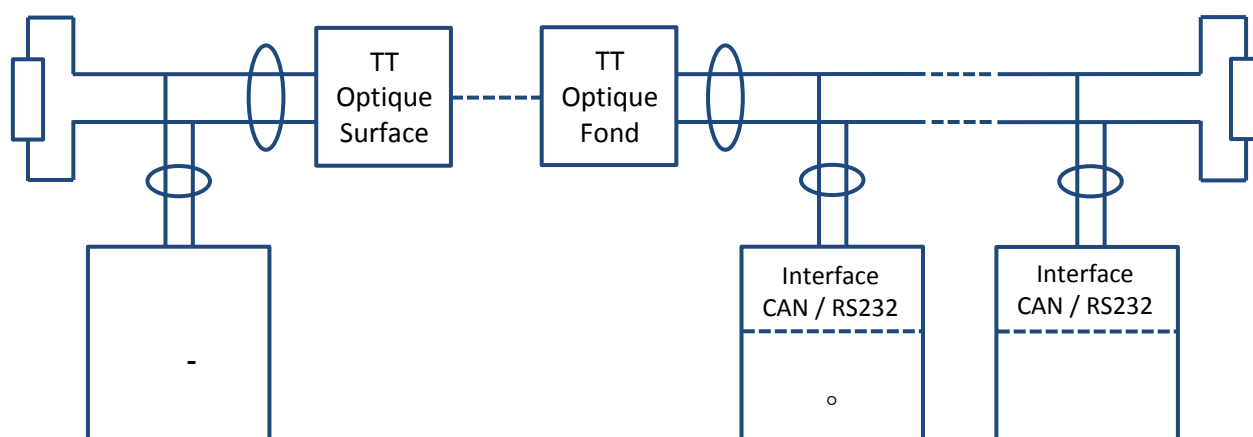 TT
Optique
Surface
TT
Optique
Fond
Interface
CAN / RS232
Interface
CAN / RS232
-
°